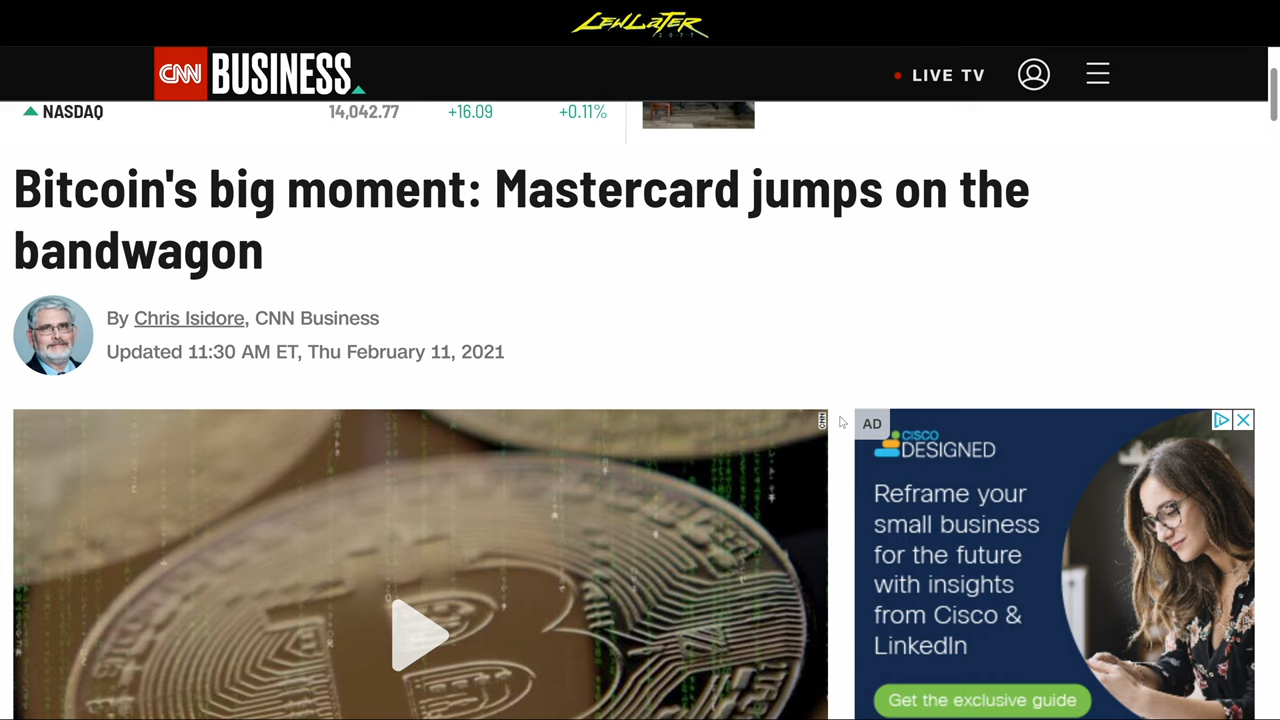 LEWLATER
2077
CNN BUSINESS
LIVE TV
NASDAQ 14,042.77 +16.09 +0.11%
Bitcoin's big moment: Mastercard jumps on the
bandwagon
By Chris Isidore, CNN Business
Updated 11:30 AM ET, Thu February 11, 2021
CNN
AD
CISCO
DESIGNED
Reframe your
small business
for the future
with insights
from Cisco &
LinkedIn
Get the exclusive guide